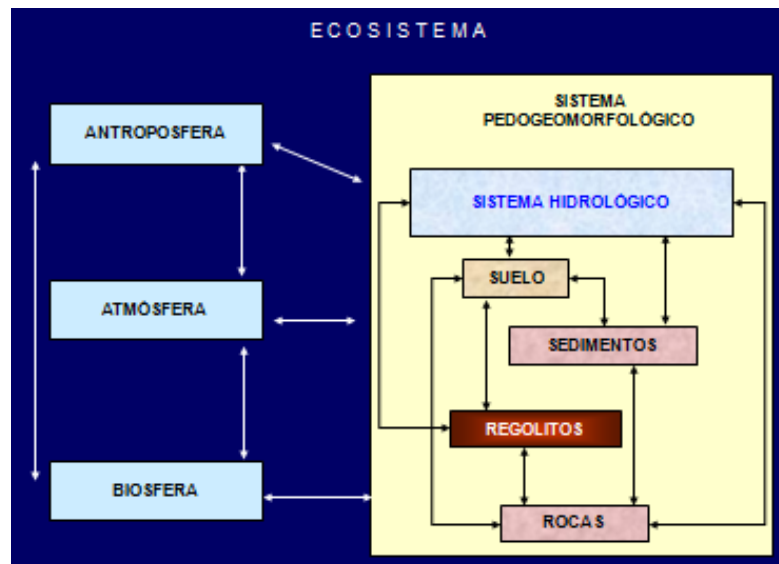 ECOSISTEMA
ANTROPOSFERA
ATMÓSFERA
BIOSFERA
SISTEMA
PEDOGEOMORFOLÓGICO
SISTEMA HIDROLÓGICO
SUELO
SEDIMENTOS
REGOLITOS
ROCAS